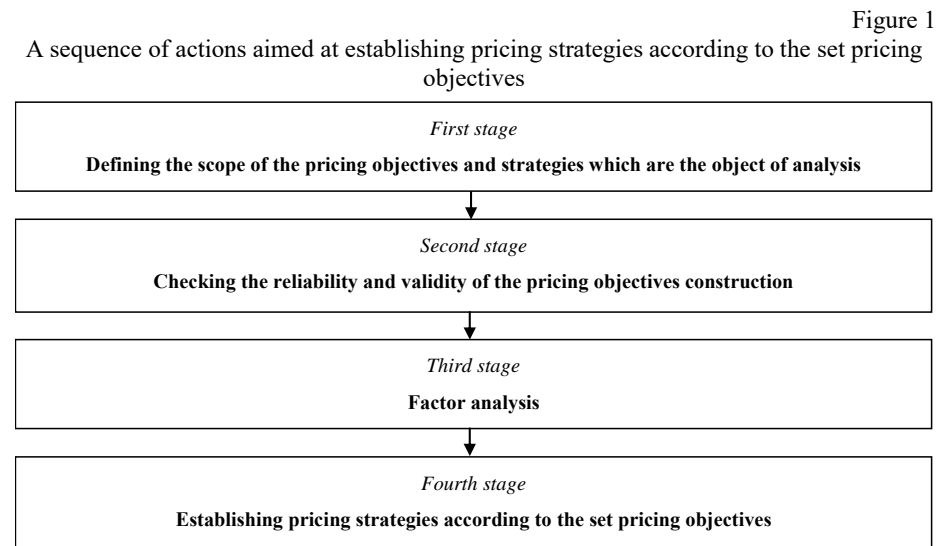 Figure 1
A sequence of actions aimed at establishing pricing strategies according to the set pricing
objectives
First stage
Defining the scope of the pricing objectives and strategies which are the object of analysis
Second stage
Checking the reliability and validity of the pricing objectives construction
Third stage
Factor analysis
Fourth stage
Establishing pricing strategies according to the set pricing objectives